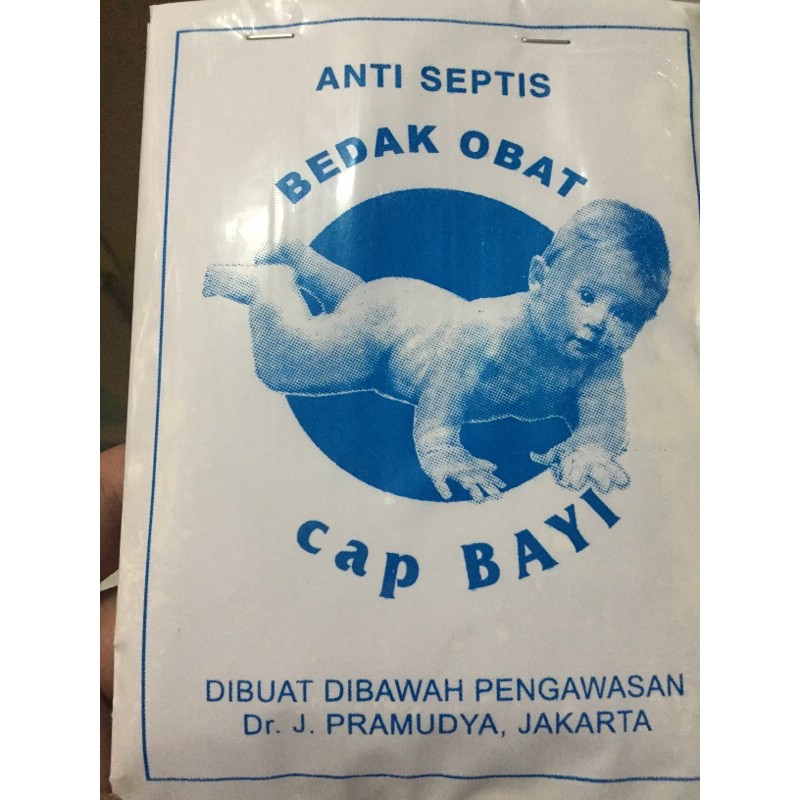 ANTI SEPTIS
BEDAK OBAT
cap BAYI
DIBUAT DIBAWAH PENGAWASAN
Dr. J. PRAMUDYA, JAKARTA